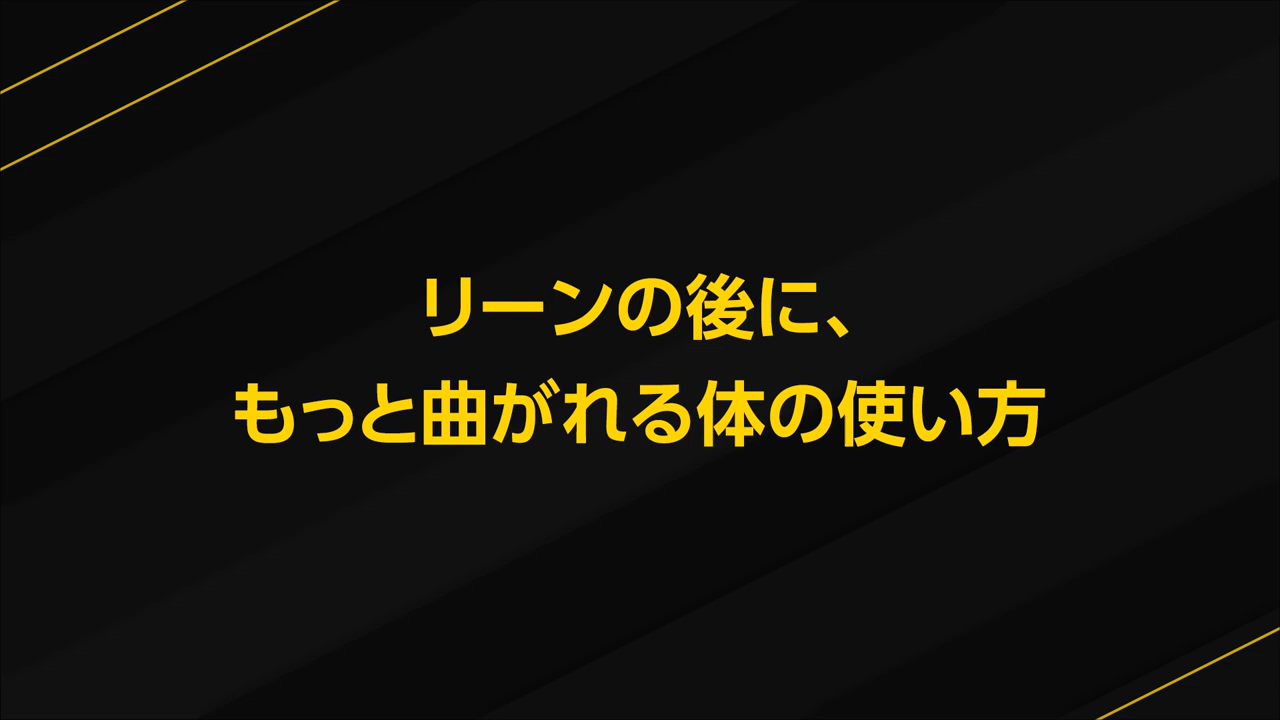 リーンの後に、
もっと曲がれる体の使い方